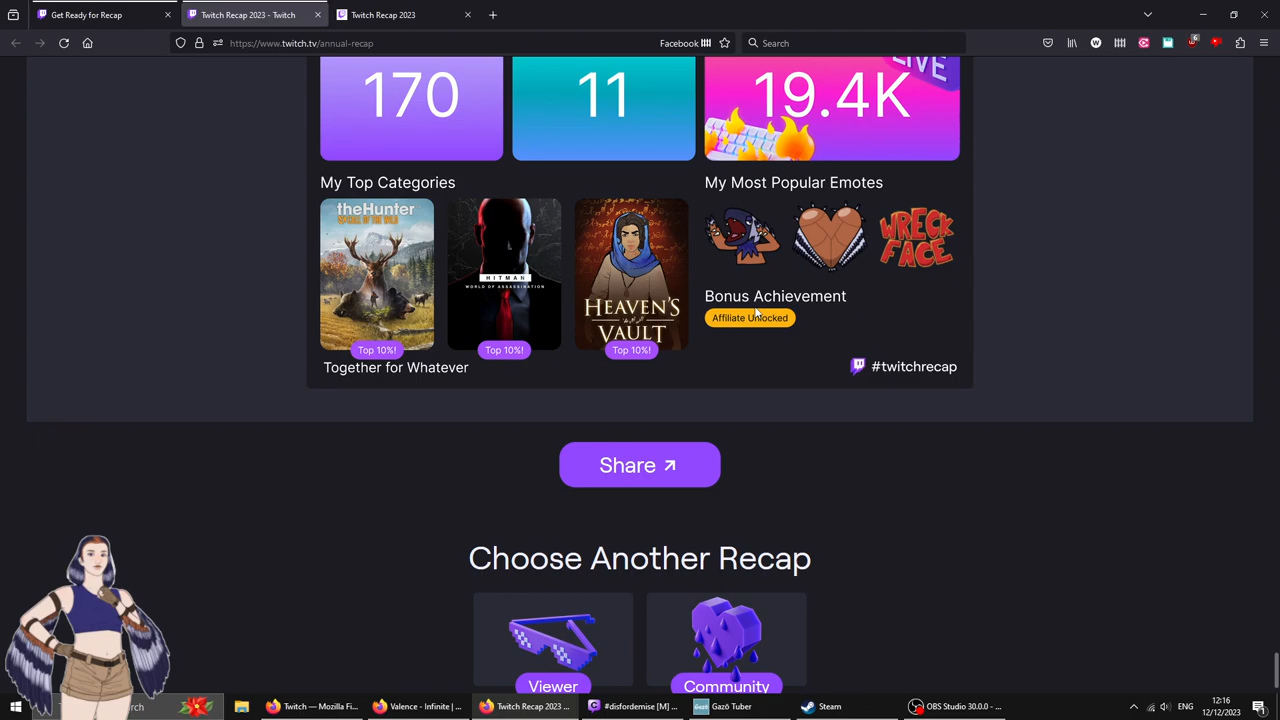 Get Ready for Recap
Twitch Recap 2023 - Twitch
Twitch Recap 2023
https://www.twitch.tv/annual-recap
Facebook
Search
6
170
11
LIVE
19.4K
My Top Categories
My Most Popular Emotes
theHunter
CALL OF THE WILD
HITMAN
WORLD OF ASSASSINATION
HEAVEN'S
VAULT
WRECK
FACE
Bonus Achievement
Affiliate Unlocked
Top 10%!
Top 10%!
Top 10%!
Together for Whatever
#twitchrecap
Share
Choose Another Recap
Viewer
Community
rch
Twitch — Mozilla Fi...
Valence - Infinite | ...
Twitch Recap 2023 ...
#disfordemise [M] ...
Gazō Tuber
Steam
OBS Studio 30.0.0 - ...
ENG
12:16
12/12/2023